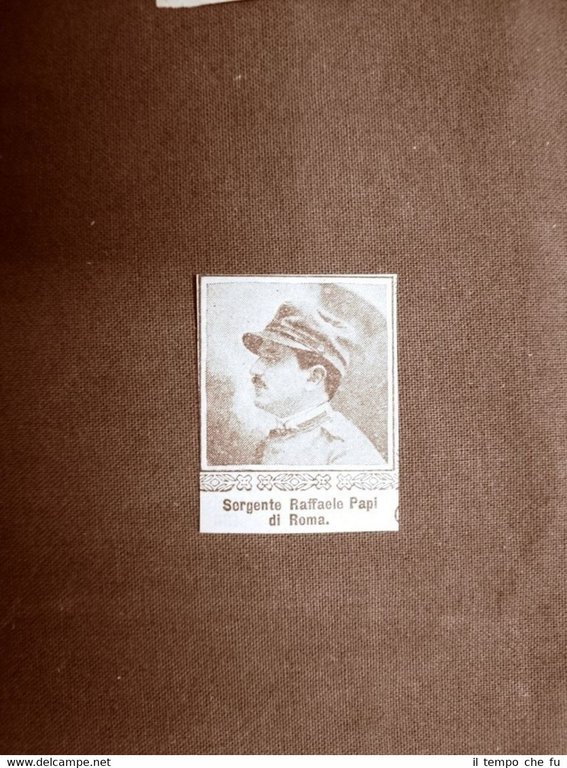 Sorgente Raffaele Papi
di Roma.
www.delcampe.net
il tempo che fu